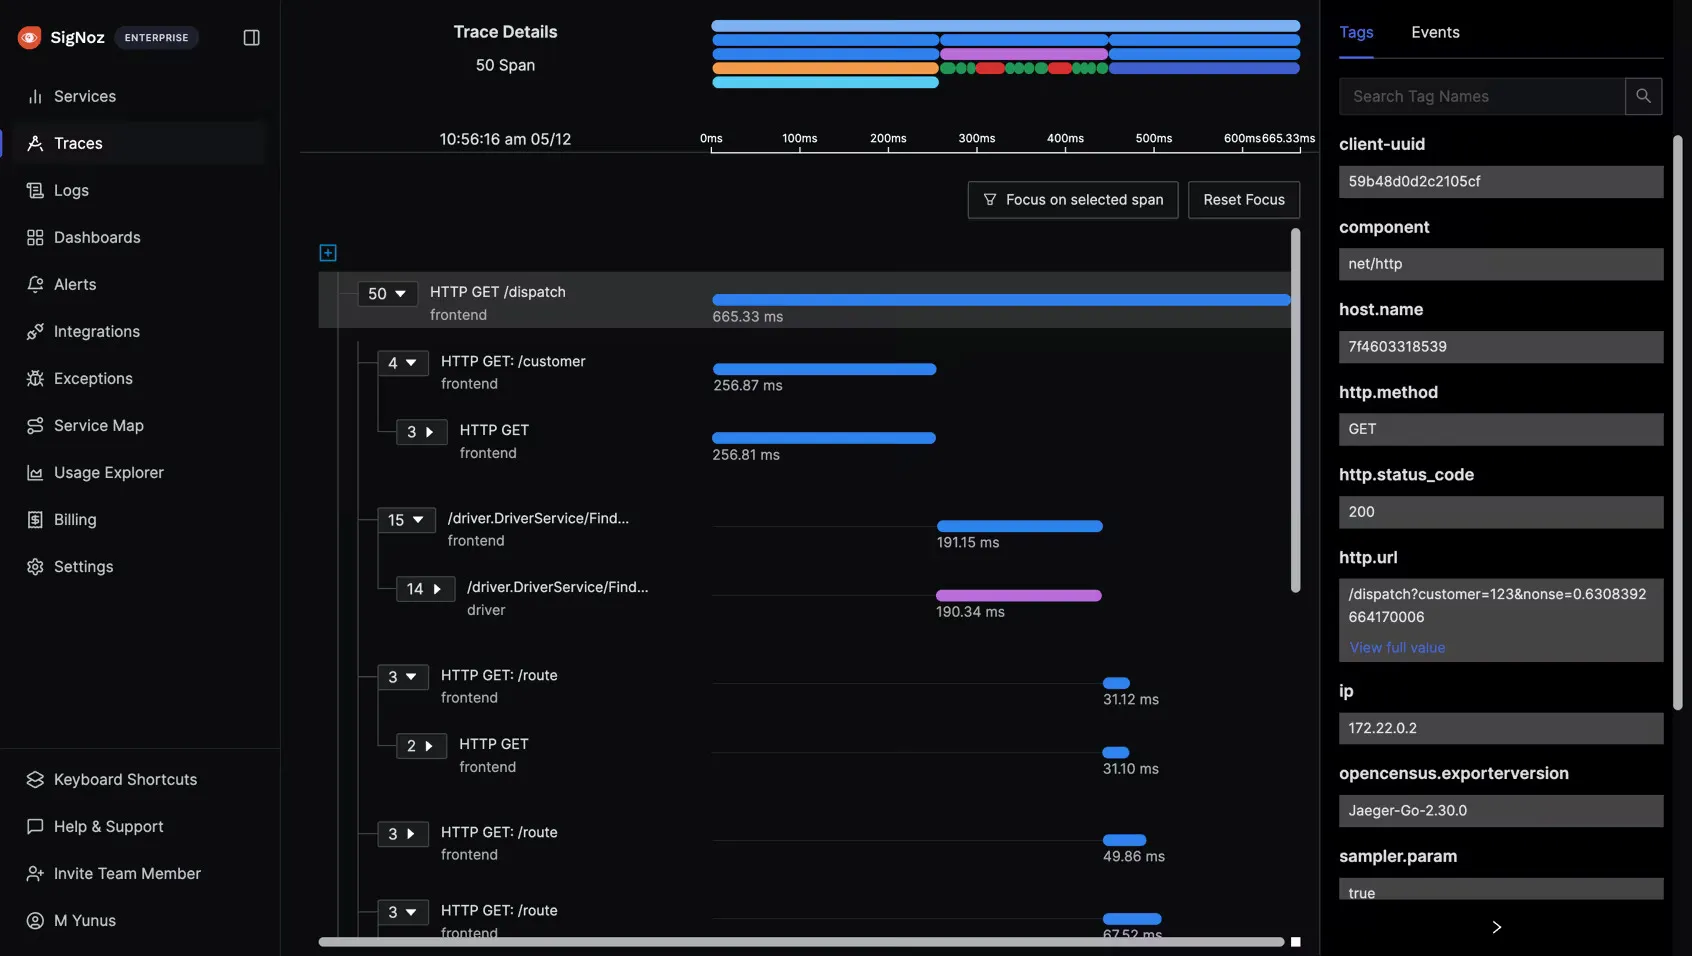 SigNoz ENTERPRISE
Services
Traces
Logs
Dashboards
Alerts
Integrations
Exceptions
Service Map
Usage Explorer
Billing
Settings
Keyboard Shortcuts
Help & Support
Invite Team Member
M Yunus
Trace Details
50 Span
10:56:16 am 05/12
0ms 100ms 200ms 300ms 400ms 500ms 600ms 665.33ms
Focus on selected span Reset Focus
50 HTTP GET /dispatch
frontend
665.33 ms
4 HTTP GET: /customer
frontend
256.87 ms
3 HTTP GET
frontend
256.81 ms
15 /driver.DriverService/Find...
frontend
191.15 ms
14 /driver.DriverService/Find...
driver
190.34 ms
3 HTTP GET: /route
frontend
31.12 ms
2 HTTP GET
frontend
31.10 ms
3 HTTP GET: /route
frontend
49.86 ms
3 HTTP GET: /route
frontend
67.52 ms
Tags Events
Search Tag Names
client-uuid
59b48d0d2c2105cf
component
net/http
host.name
7f4603318539
http.method
GET
http.status_code
200
http.url
/dispatch?customer=123&nonse=0.6308392
664170006
View full value
ip
172.22.0.2
opencensus.exporterversion
Jaeger-Go-2.30.0
sampler.param
true